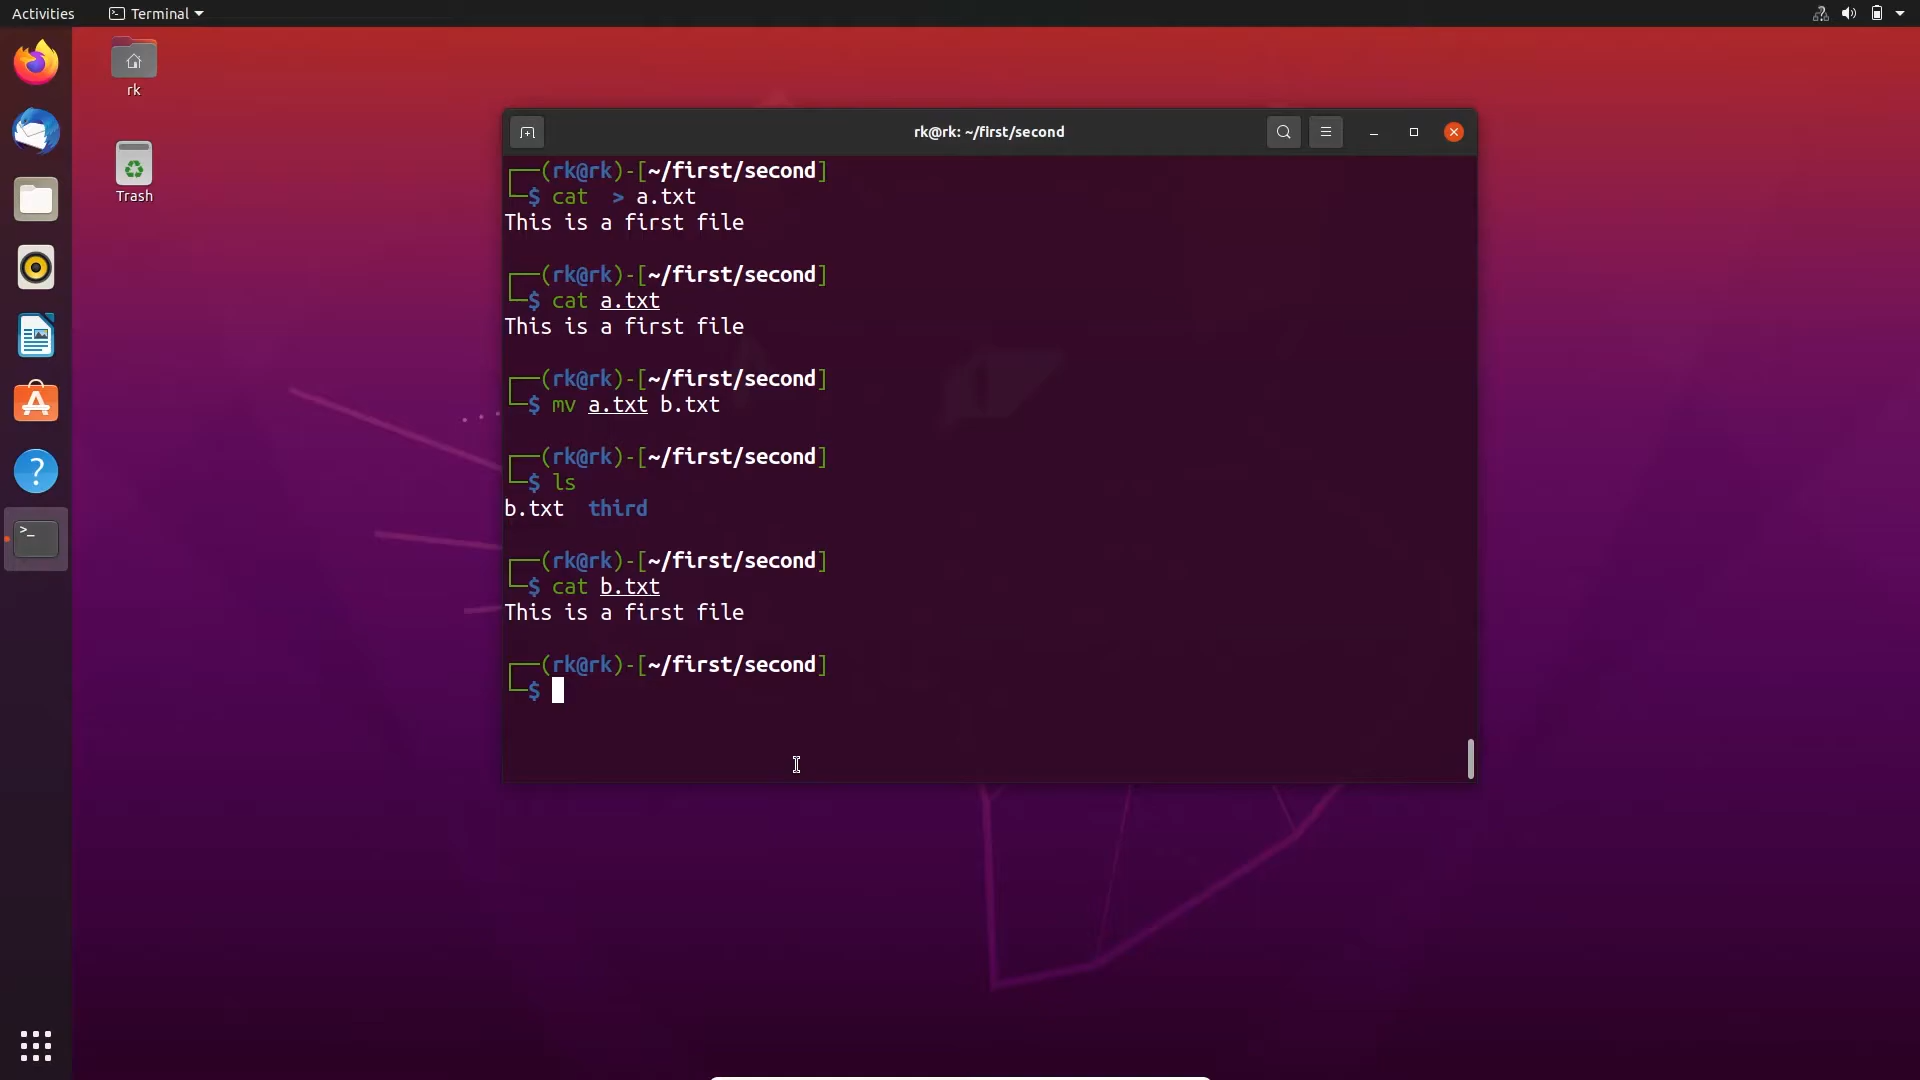 Activities
Terminal
rk
Trash
rk@rk: ~/first/second
(rk@rk)-[~/first/second]
$ cat  > a.txt
This is a first file
(rk@rk)-[~/first/second]
$ cat a.txt
This is a first file
(rk@rk)-[~/first/second]
$ mv a.txt b.txt
(rk@rk)-[~/first/second]
$ ls
b.txt  third
(rk@rk)-[~/first/second]
$ cat b.txt
This is a first file
(rk@rk)-[~/first/second]
$